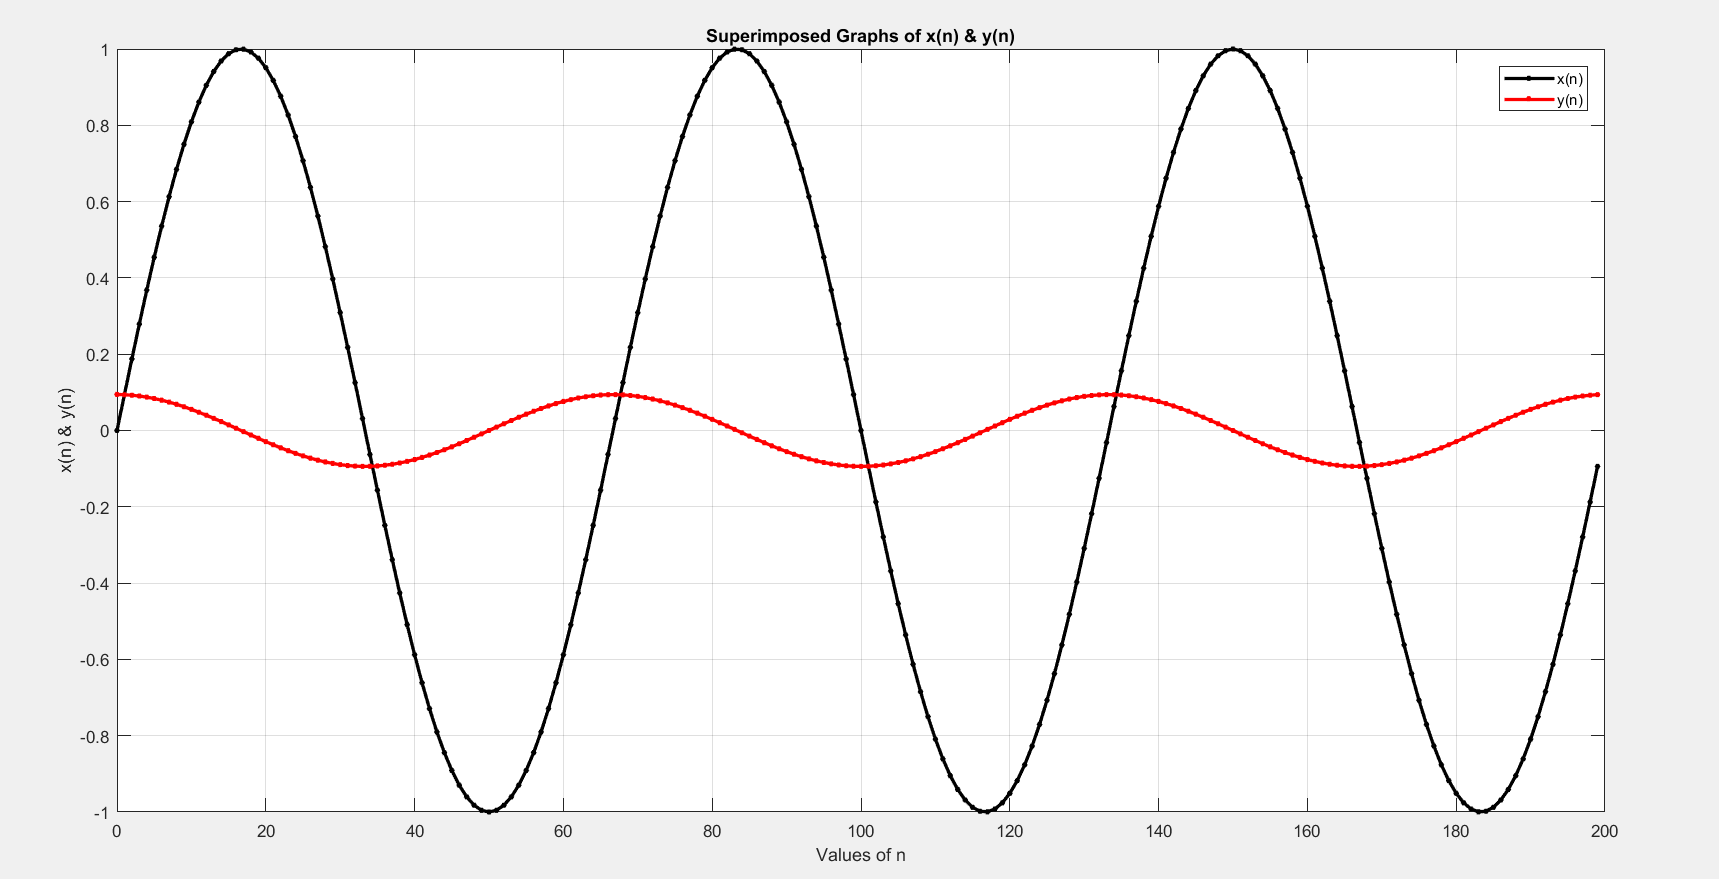 Superimposed Graphs of x(n) & y(n)
x(n)
y(n)
1
0.8
0.6
0.4
0.2
0
-0.2
-0.4
-0.6
-0.8
-1
x(n) & y(n)
0 20 40 60 80 100 120 140 160 180 200
Values of n